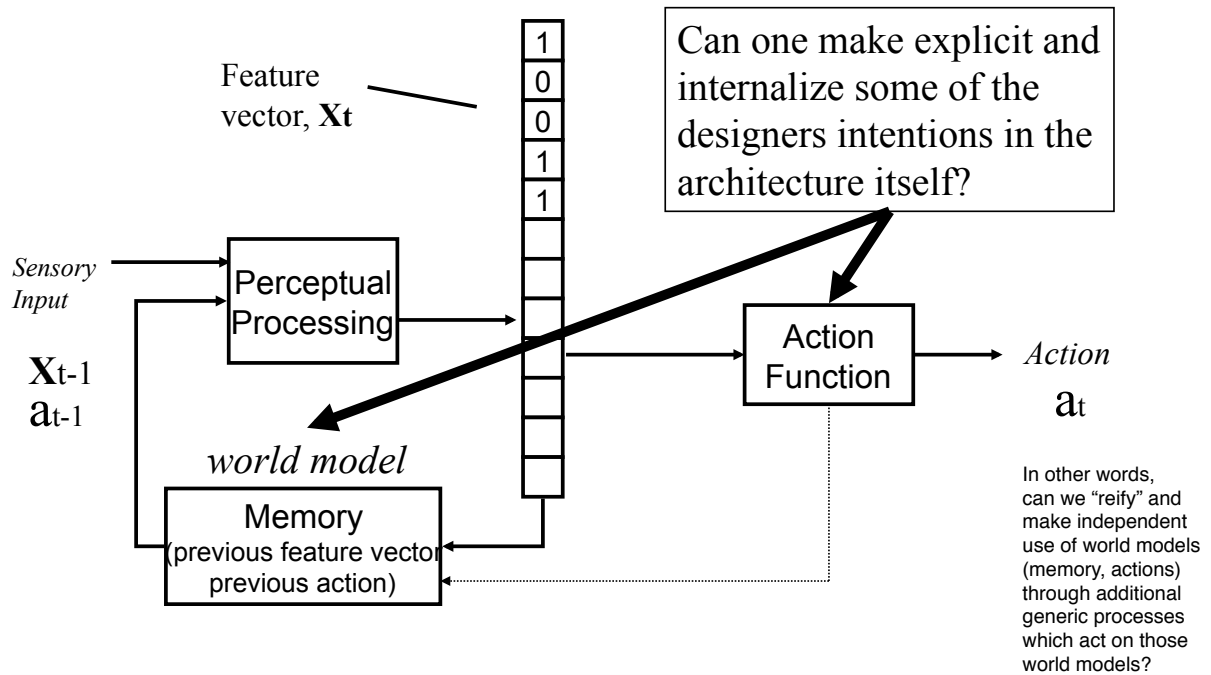 1
0
0
1
1
Feature
vector, Xt
Can one make explicit and
internalize some of the
designers intentions in the
architecture itself?
Sensory
Input
Perceptual
Processing
Action
Function
Action
at
Xt-1
at-1
world model
Memory
(previous feature vector
previous action)
In other words,
can we “reify” and
make independent
use of world models
(memory, actions)
through additional
generic processes
which act on those
world models?